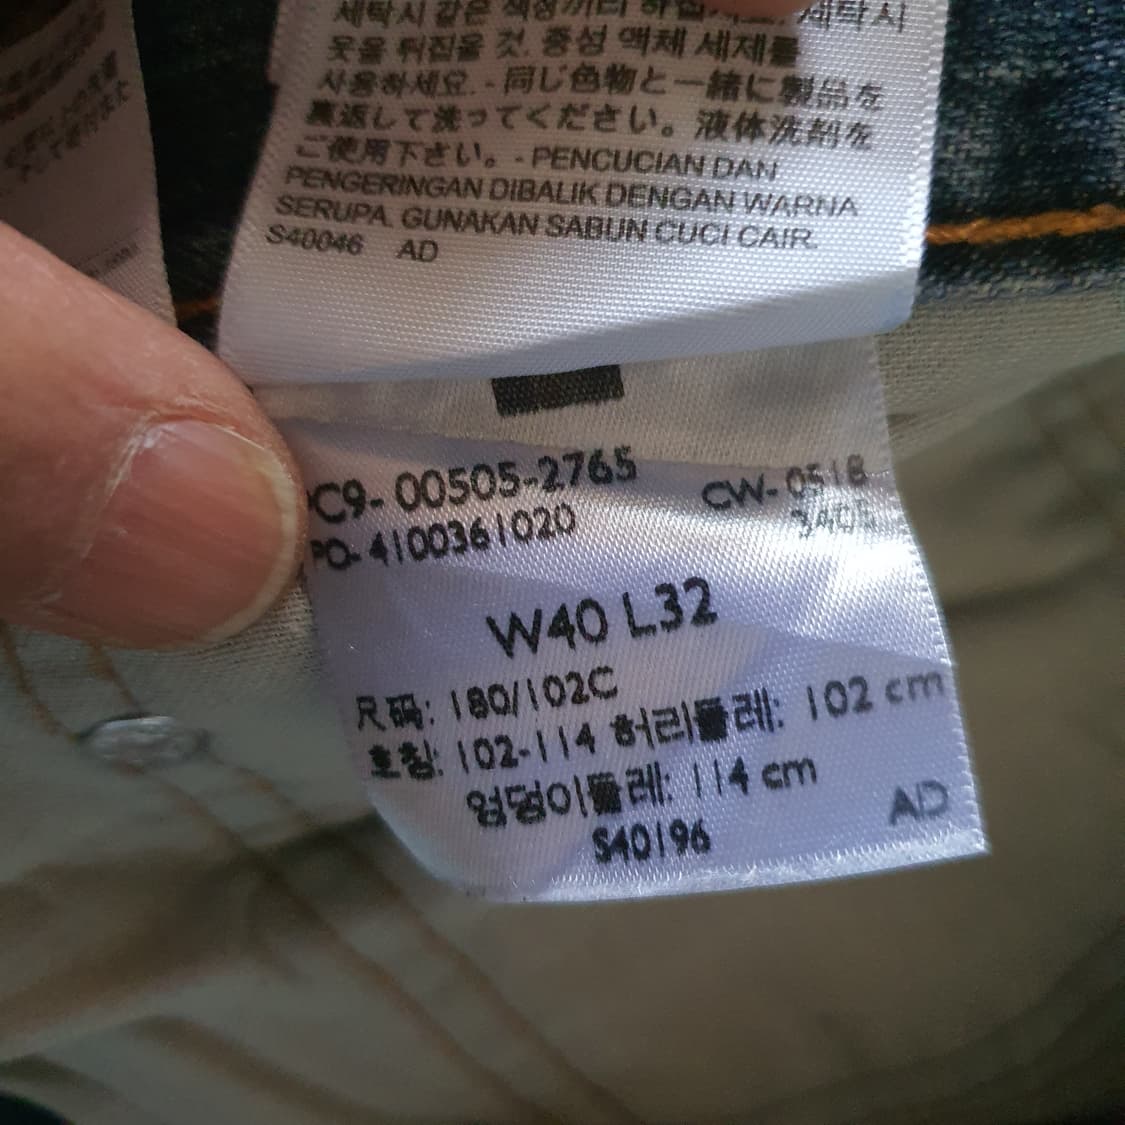 세탁시 같은 색상끼리
세탁시
옷을 뒤집을 것. 중성 액체 세제를
사용하세요. - 同じ色物と一緒に製品を
裏返して洗ってください。液体洗剤を
ご使用下さい。- PENCUCIAN DAN
PENGERINGAN DIBALIK DENGAN WARNA
SERUPA. GUNAKAN SABUN CUCI CAIR.
S40046 AD
PC9- 00505-2765
CW- 0518
PO- 4100361020
W40 L32
尺码: 180/102C
호칭: 102-114 허리둘레: 102 cm
엉덩이둘레: 114 cm
S40196
AD